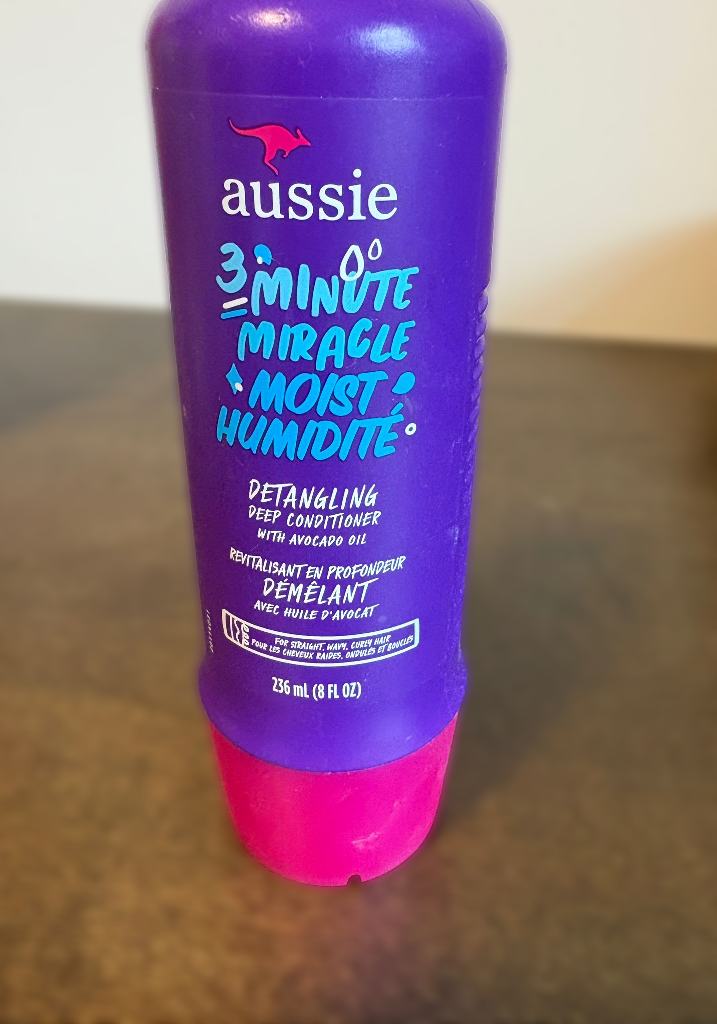 aussie
3 MINUTE
MIRACLE
MOIST
HUMIDITÉ
DETANGLING
DEEP CONDITIONER
WITH AVOCADO OIL
REVITALISANT EN PROFONDEUR
DÉMÊLANT
AVEC HUILE D'AVOCAT
FOR STRAIGHT, WAVY, CURLY HAIR
POUR LES CHEVEUX RAIDES, ONDULÉS ET BOUCLÉS
236 mL (8 FL OZ)